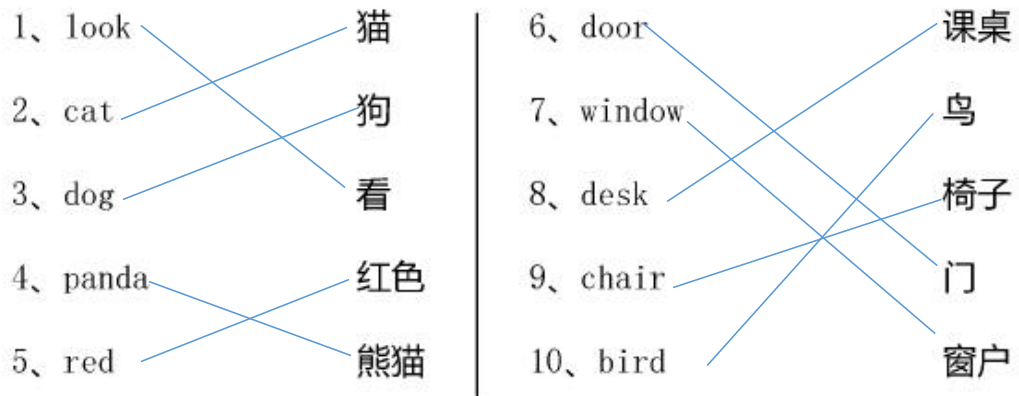 1、look 猫
2、cat 狗
3、dog 看
4、panda 红色
5、red 熊猫
6、door 课桌
7、window 鸟
8、desk 椅子
9、chair 门
10、bird 窗户